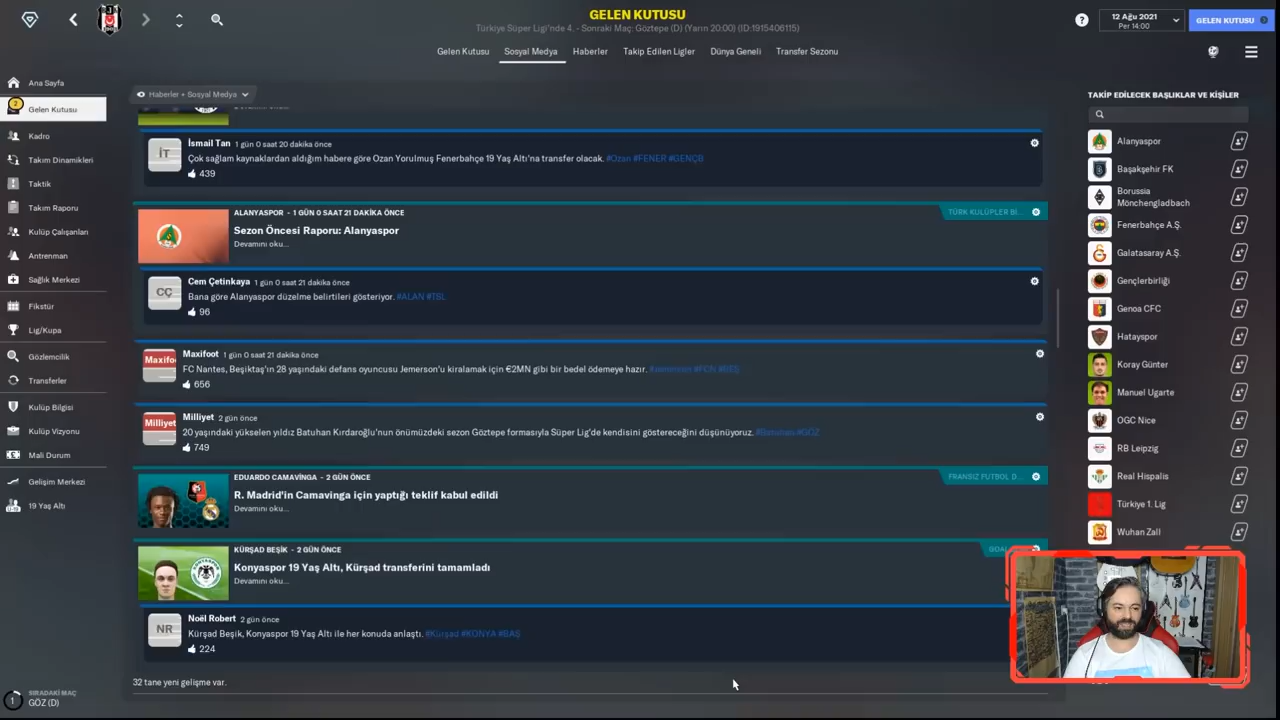 GELEN KUTUSU
Türkiye Süper Ligi'nde 4. - Sonraki Maç: Göztepe (D) (Yarın 20:00) (ID:1915406115)
12 Ağu 2021
Per 14:00
GELEN KUTUSU
Gelen Kutusu
Sosyal Medya
Haberler
Takip Edilen Ligler
Dünya Geneli
Transfer Sezonu
Ana Sayfa
2
Gelen Kutusu
Kadro
Takım Dinamikleri
Taktik
Takım Raporu
Kulüp Çalışanları
Antrenman
Sağlık Merkezi
Fikstür
Lig/Kupa
Gözlemcilik
Transferler
Kulüp Bilgisi
Kulüp Vizyonu
Mali Durum
Gelişim Merkezi
19 Yaş Altı
1
SIRADAKİ MAÇ
GÖZ (D)
Haberler + Sosyal Medya
İT
İsmail Tan 1 gün 0 saat 20 dakika önce
Çok sağlam kaynaklardan aldığım habere göre Ozan Yorulmuş Fenerbahçe 19 Yaş Altı'na transfer olacak. #Ozan #FENER #GENÇB
439
ALANYASPOR - 1 GÜN 0 SAAT 21 DAKİKA ÖNCE
TÜRK KULÜPLER Bİ...
Sezon Öncesi Raporu: Alanyaspor
Devamını oku...
CÇ
Cem Çetinkaya 1 gün 0 saat 21 dakika önce
Bana göre Alanyaspor düzelme belirtileri gösteriyor. #ALAN #TSL
96
Maxifoot 1 gün 0 saat 21 dakika önce
FC Nantes, Beşiktaş'ın 28 yaşındaki defans oyuncusu Jemerson'u kiralamak için €2MN gibi bir bedel ödemeye hazır. #Jemerson #FCN #BEŞ
656
Milliyet
Milliyet 2 gün önce
20 yaşındaki yükselen yıldız Batuhan Kırdaroğlu'nun önümüzdeki sezon Göztepe formasıyla Süper Lig'de kendisini göstereceğini düşünüyoruz. #Batuhan #GÖZ
749
EDUARDO CAMAVİNGA - 2 GÜN ÖNCE
FRANSIZ FUTBOL D...
R. Madrid'in Camavinga için yaptığı teklif kabul edildi
Devamını oku...
KÜRŞAD BEŞİK - 2 GÜN ÖNCE
Konyaspor 19 Yaş Altı, Kürşad transferini tamamladı
Devamını oku...
NR
Noël Robert 2 gün önce
Kürşad Beşik, Konyaspor 19 Yaş Altı ile her konuda anlaştı. #Kürşad #KONYA #BAŞ
224
32 tane yeni gelişme var.
TAKİP EDİLECEK BAŞLIKLAR VE KİŞİLER
Alanyaspor
Başakşehir FK
Borussia
Mönchengladbach
Fenerbahçe A.Ş.
Galatasaray A.Ş.
Gençlerbirliği
Genoa CFC
Hatayspor
Koray Günter
Manuel Ugarte
OGC Nice
RB Leipzig
Real Hispalis
Türkiye 1. Lig
Wuhan Zall